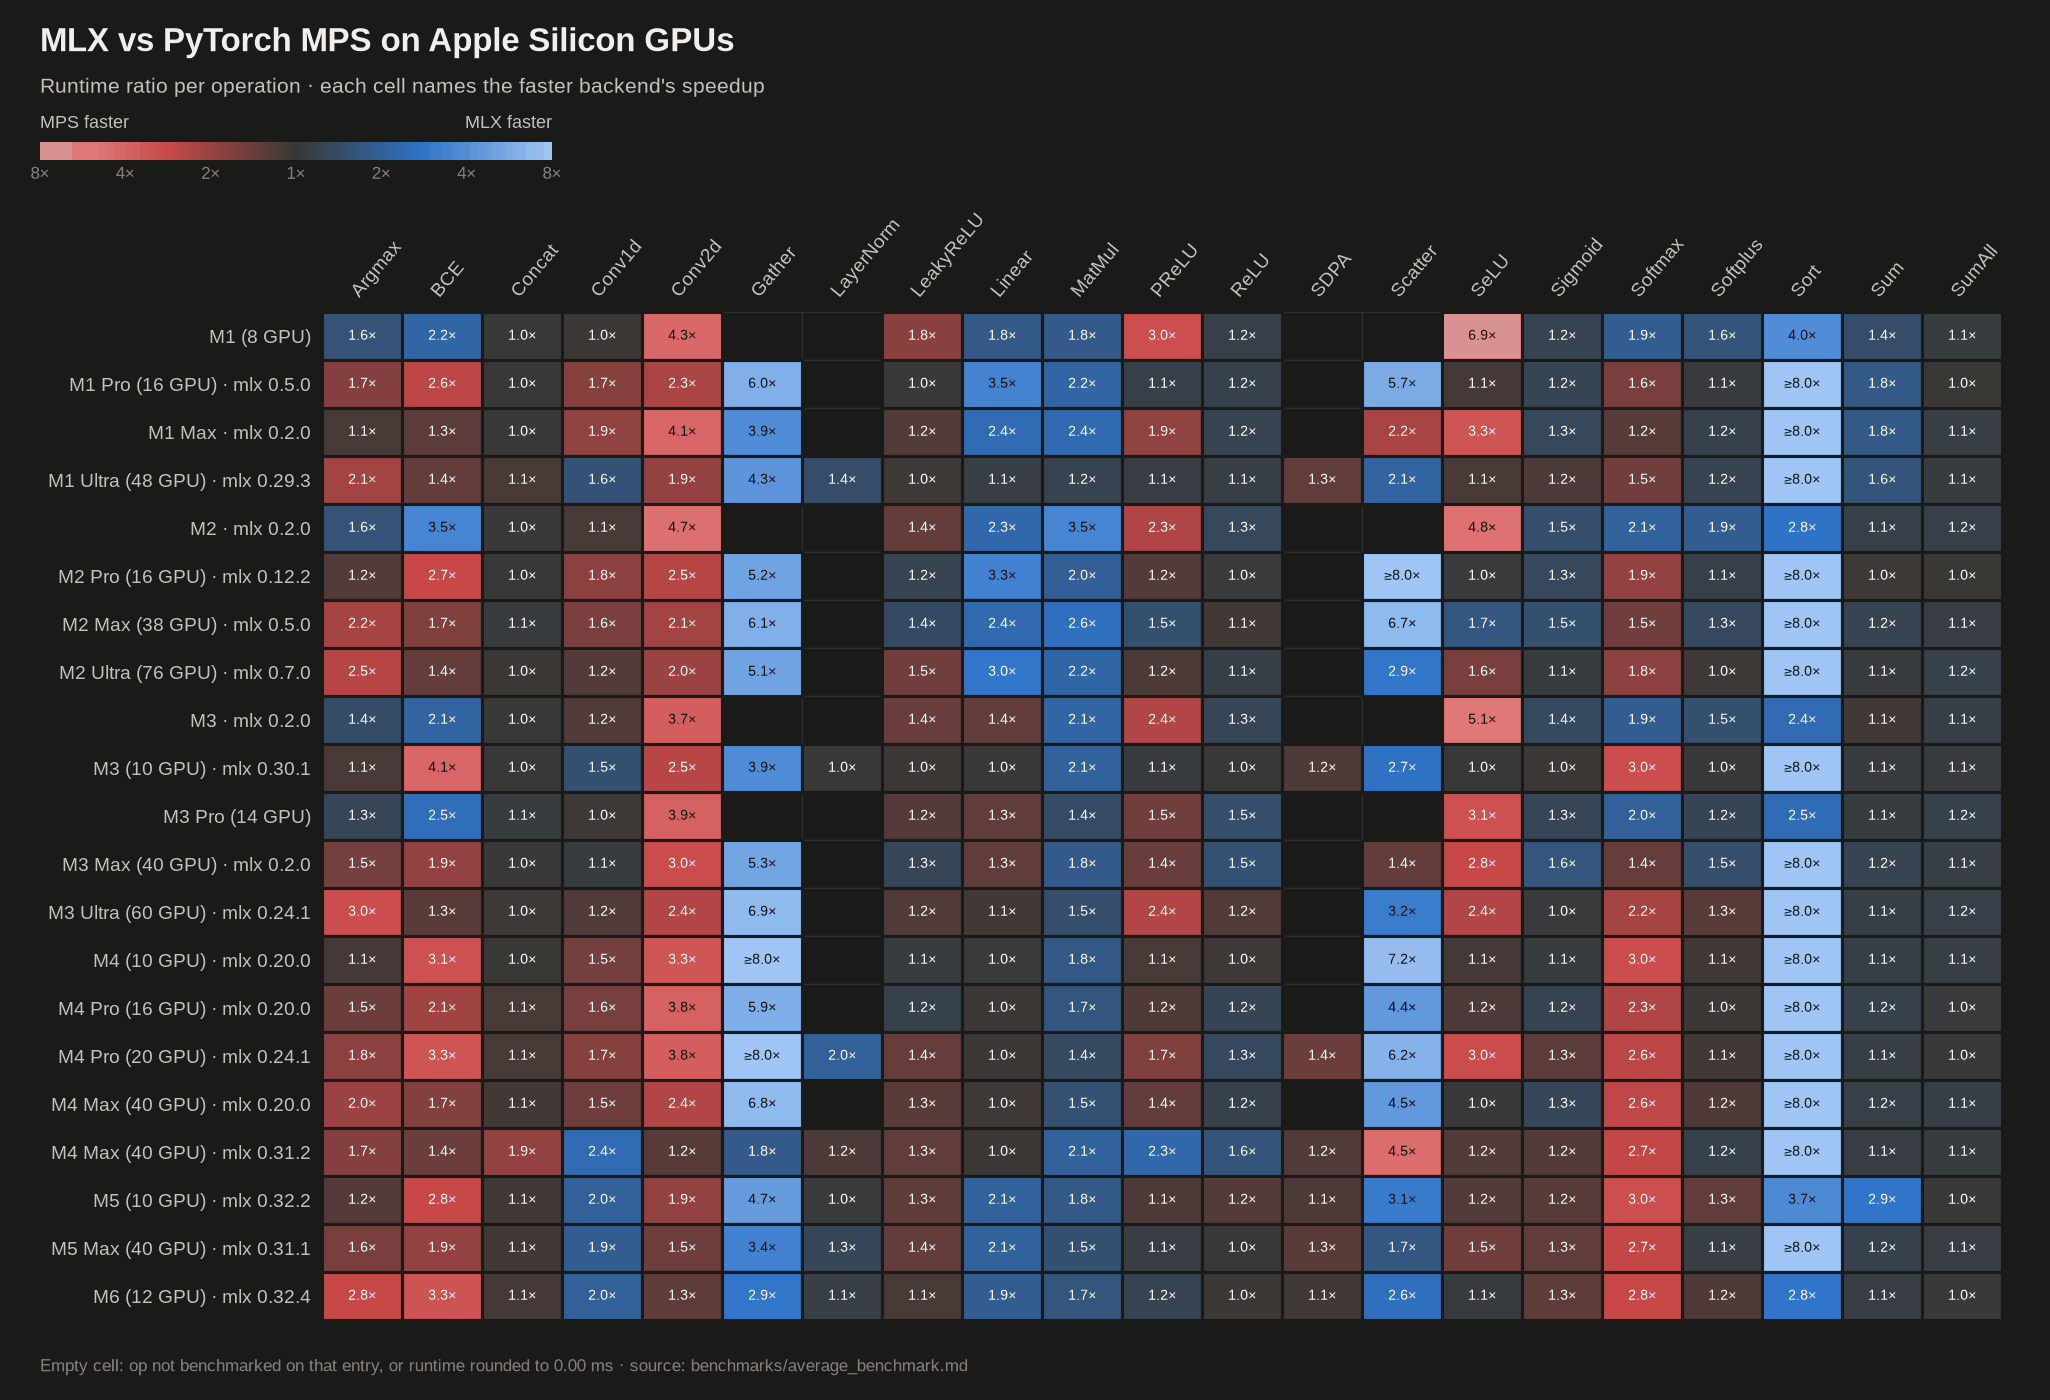 MLX vs PyTorch MPS on Apple Silicon GPUs
Runtime ratio per operation · each cell names the faster backend's speedup
MPS faster MLX faster
8× 4× 2× 1× 2× 4× 8×
Argmax BCE Concat Conv1d Conv2d Gather LayerNorm LeakyReLU Linear MatMul PReLU ReLU SDPA Scatter SeLU Sigmoid Softmax Softplus Sort Sum SumAll
M1 (8 GPU) 1.6× 2.2× 1.0× 1.0× 4.3× 1.8× 1.8× 1.8× 3.0× 1.2× 6.9× 1.2× 1.9× 1.6× 4.0× 1.4× 1.1×
M1 Pro (16 GPU) · mlx 0.5.0 1.7× 2.6× 1.0× 1.7× 2.3× 6.0× 1.0× 3.5× 2.2× 1.1× 1.2× 5.7× 1.1× 1.2× 1.6× 1.1× ≥8.0× 1.8× 1.0×
M1 Max · mlx 0.2.0 1.1× 1.3× 1.0× 1.9× 4.1× 3.9× 1.2× 2.4× 2.4× 1.9× 1.2× 2.2× 3.3× 1.3× 1.2× 1.2× ≥8.0× 1.8× 1.1×
M1 Ultra (48 GPU) · mlx 0.29.3 2.1× 1.4× 1.1× 1.6× 1.9× 4.3× 1.4× 1.0× 1.1× 1.2× 1.1× 1.1× 1.3× 2.1× 1.1× 1.2× 1.5× 1.2× ≥8.0× 1.6× 1.1×
M2 · mlx 0.2.0 1.6× 3.5× 1.0× 1.1× 4.7× 1.4× 2.3× 3.5× 2.3× 1.3× 4.8× 1.5× 2.1× 1.9× 2.8× 1.1× 1.2×
M2 Pro (16 GPU) · mlx 0.12.2 1.2× 2.7× 1.0× 1.8× 2.5× 5.2× 1.2× 3.3× 2.0× 1.2× 1.0× ≥8.0× 1.0× 1.3× 1.9× 1.1× ≥8.0× 1.0× 1.0×
M2 Max (38 GPU) · mlx 0.5.0 2.2× 1.7× 1.1× 1.6× 2.1× 6.1× 1.4× 2.4× 2.6× 1.5× 1.1× 6.7× 1.7× 1.5× 1.5× 1.3× ≥8.0× 1.2× 1.1×
M2 Ultra (76 GPU) · mlx 0.7.0 2.5× 1.4× 1.0× 1.2× 2.0× 5.1× 1.5× 3.0× 2.2× 1.2× 1.1× 2.9× 1.6× 1.1× 1.8× 1.0× ≥8.0× 1.1× 1.2×
M3 · mlx 0.2.0 1.4× 2.1× 1.0× 1.2× 3.7× 1.4× 1.4× 2.1× 2.4× 1.3× 5.1× 1.4× 1.9× 1.5× 2.4× 1.1× 1.1×
M3 (10 GPU) · mlx 0.30.1 1.1× 4.1× 1.0× 1.5× 2.5× 3.9× 1.0× 1.0× 1.0× 2.1× 1.1× 1.0× 1.2× 2.7× 1.0× 1.0× 3.0× 1.0× ≥8.0× 1.1× 1.1×
M3 Pro (14 GPU) 1.3× 2.5× 1.1× 1.0× 3.9× 1.2× 1.3× 1.4× 1.5× 1.5× 3.1× 1.3× 2.0× 1.2× 2.5× 1.1× 1.2×
M3 Max (40 GPU) · mlx 0.2.0 1.5× 1.9× 1.0× 1.1× 3.0× 5.3× 1.3× 1.3× 1.8× 1.4× 1.5× 1.4× 2.8× 1.6× 1.4× 1.5× ≥8.0× 1.2× 1.1×
M3 Ultra (60 GPU) · mlx 0.24.1 3.0× 1.3× 1.0× 1.2× 2.4× 6.9× 1.2× 1.1× 1.5× 2.4× 1.2× 3.2× 2.4× 1.0× 2.2× 1.3× ≥8.0× 1.1× 1.2×
M4 (10 GPU) · mlx 0.20.0 1.1× 3.1× 1.0× 1.5× 3.3× ≥8.0× 1.1× 1.0× 1.8× 1.1× 1.0× 7.2× 1.1× 1.1× 3.0× 1.1× ≥8.0× 1.1× 1.1×
M4 Pro (16 GPU) · mlx 0.20.0 1.5× 2.1× 1.1× 1.6× 3.8× 5.9× 1.2× 1.0× 1.7× 1.2× 1.2× 4.4× 1.2× 1.2× 2.3× 1.0× ≥8.0× 1.2× 1.0×
M4 Pro (20 GPU) · mlx 0.24.1 1.8× 3.3× 1.1× 1.7× 3.8× ≥8.0× 2.0× 1.4× 1.0× 1.4× 1.7× 1.3× 1.4× 6.2× 3.0× 1.3× 2.6× 1.1× ≥8.0× 1.1× 1.0×
M4 Max (40 GPU) · mlx 0.20.0 2.0× 1.7× 1.1× 1.5× 2.4× 6.8× 1.3× 1.0× 1.5× 1.4× 1.2× 4.5× 1.0× 1.3× 2.6× 1.2× ≥8.0× 1.2× 1.1×
M4 Max (40 GPU) · mlx 0.31.2 1.7× 1.4× 1.9× 2.4× 1.2× 1.8× 1.2× 1.3× 1.0× 2.1× 2.3× 1.6× 1.2× 4.5× 1.2× 1.2× 2.7× 1.2× ≥8.0× 1.1× 1.1×
M5 (10 GPU) · mlx 0.32.2 1.2× 2.8× 1.1× 2.0× 1.9× 4.7× 1.0× 1.3× 2.1× 1.8× 1.1× 1.2× 1.1× 3.1× 1.2× 1.2× 3.0× 1.3× 3.7× 2.9× 1.0×
M5 Max (40 GPU) · mlx 0.31.1 1.6× 1.9× 1.1× 1.9× 1.5× 3.4× 1.3× 1.4× 2.1× 1.5× 1.1× 1.0× 1.3× 1.7× 1.5× 1.3× 2.7× 1.1× ≥8.0× 1.2× 1.1×
M6 (12 GPU) · mlx 0.32.4 2.8× 3.3× 1.1× 2.0× 1.3× 2.9× 1.1× 1.1× 1.9× 1.7× 1.2× 1.0× 1.1× 2.6× 1.1× 1.3× 2.8× 1.2× 2.8× 1.1× 1.0×
Empty cell: op not benchmarked on that entry, or runtime rounded to 0.00 ms · source: benchmarks/average_benchmark.md